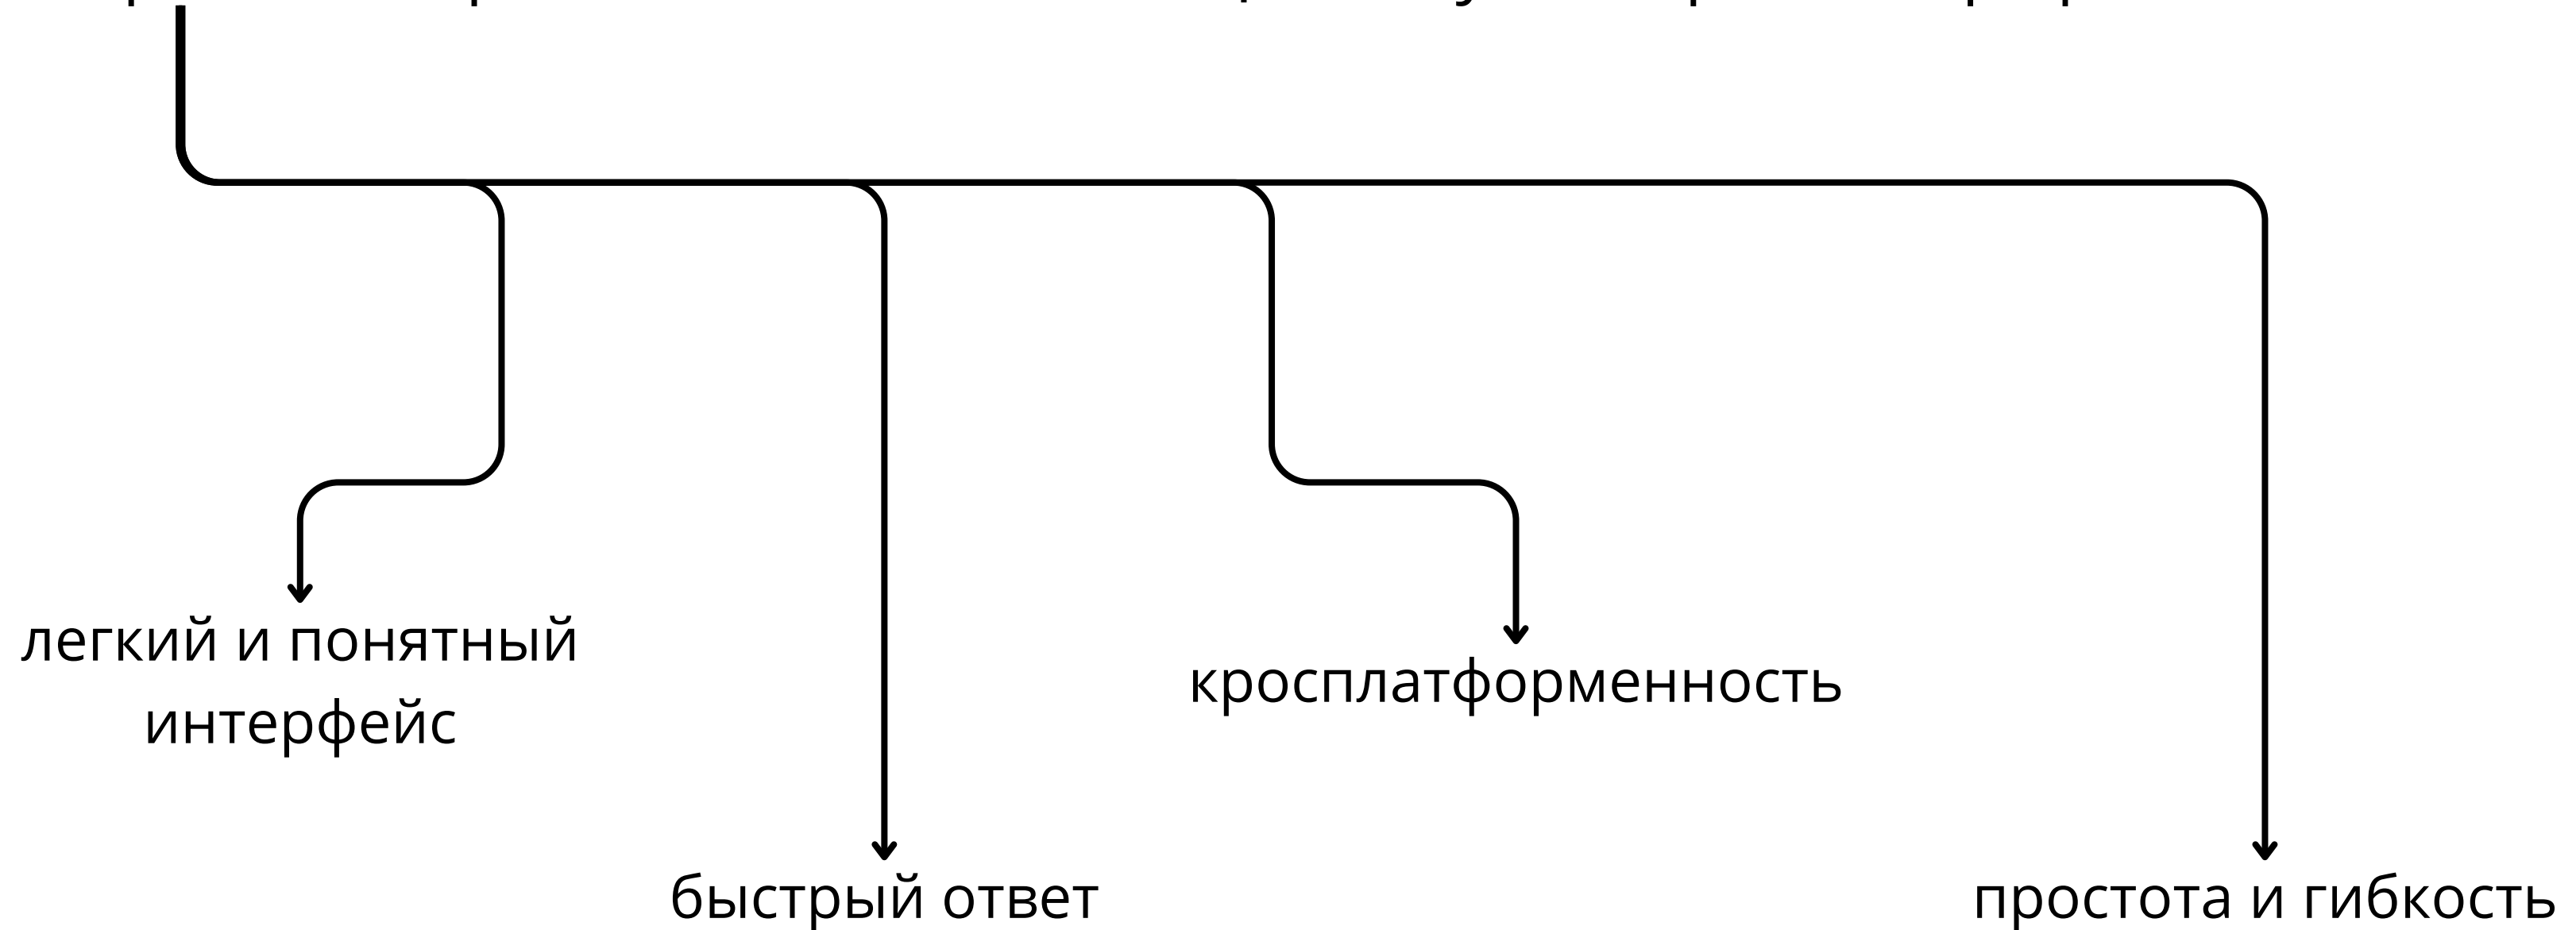 легкий и понятный
интерфейс
кросплатформенность
быстрый ответ
простота и гибкость